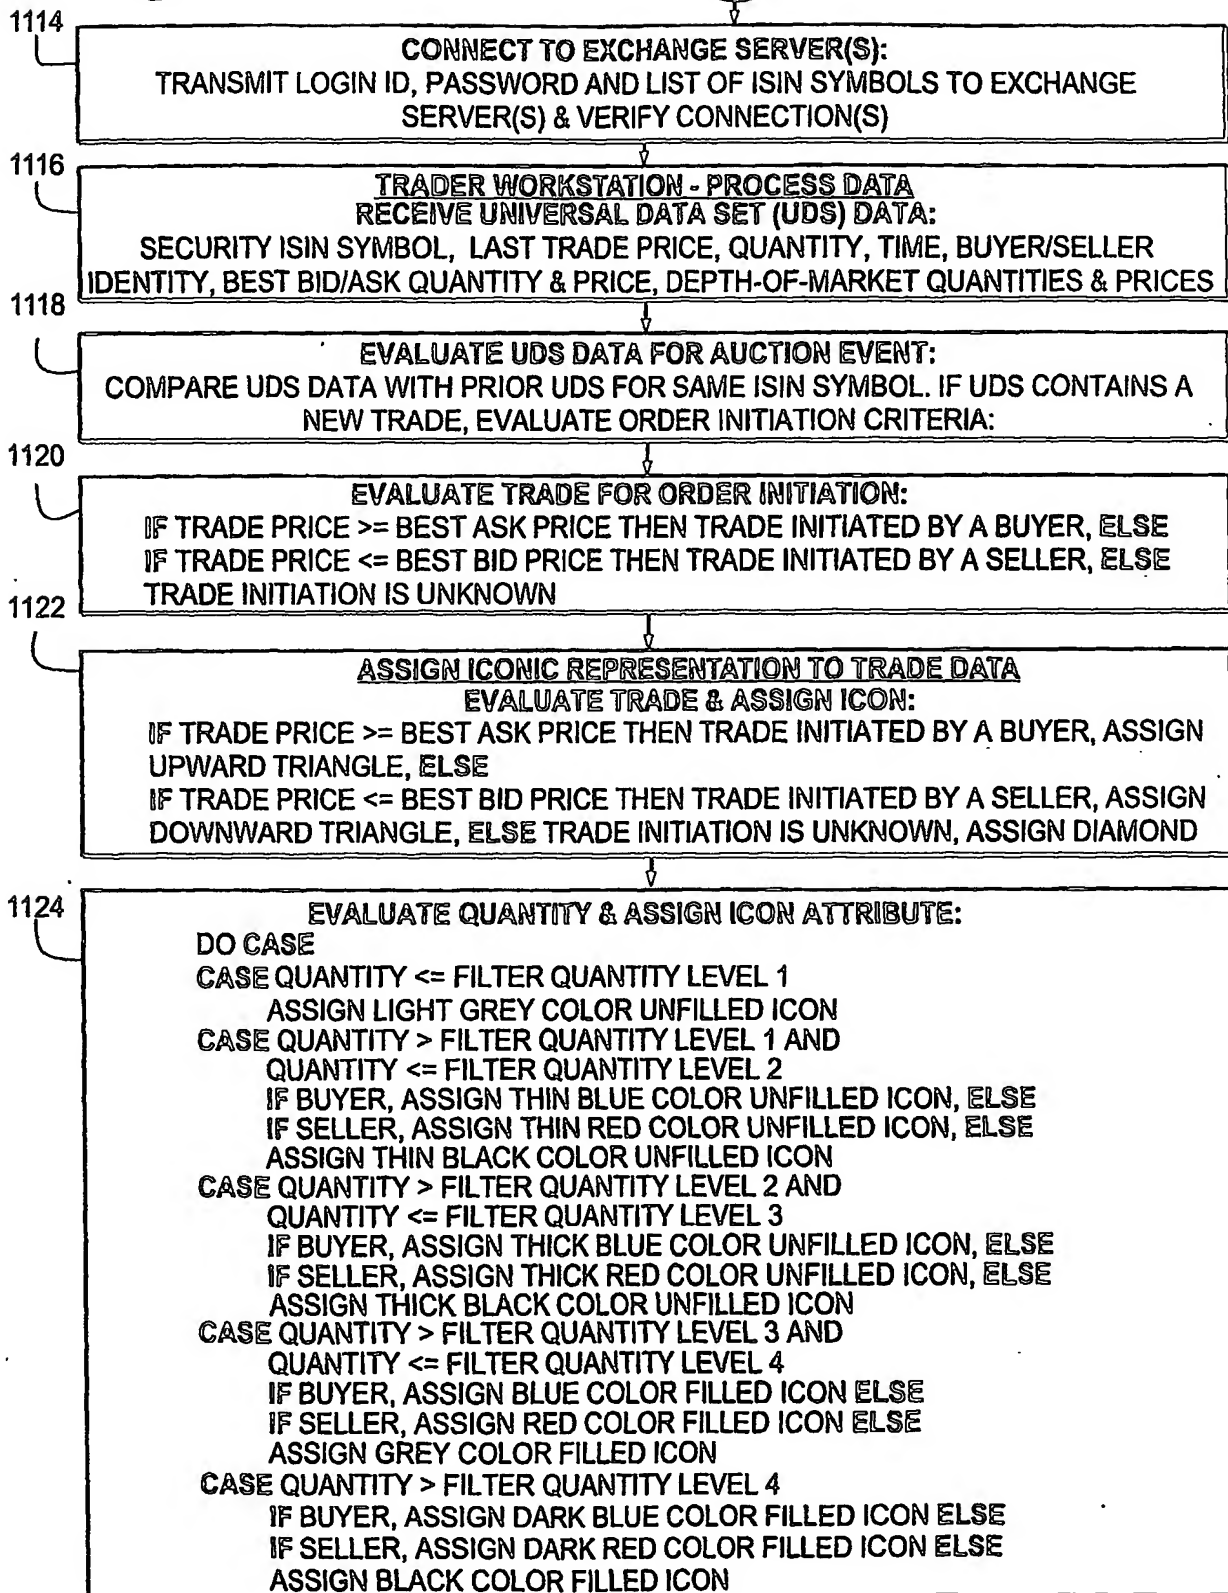 1114
CONNECT TO EXCHANGE SERVER(S):
TRANSMIT LOGIN ID, PASSWORD AND LIST OF ISIN SYMBOLS TO EXCHANGE
SERVER(S) & VERIFY CONNECTION(S)
1116
TRADER WORKSTATION - PROCESS DATA
RECEIVE UNIVERSAL DATA SET (UDS) DATA:
SECURITY ISIN SYMBOL, LAST TRADE PRICE, QUANTITY, TIME, BUYER/SELLER
IDENTITY, BEST BID/ASK QUANTITY & PRICE, DEPTH-OF-MARKET QUANTITIES & PRICES
1118
EVALUATE UDS DATA FOR AUCTION EVENT:
COMPARE UDS DATA WITH PRIOR UDS FOR SAME ISIN SYMBOL. IF UDS CONTAINS A
NEW TRADE, EVALUATE ORDER INITIATION CRITERIA:
1120
EVALUATE TRADE FOR ORDER INITIATION:
IF TRADE PRICE >= BEST ASK PRICE THEN TRADE INITIATED BY A BUYER, ELSE
IF TRADE PRICE <= BEST BID PRICE THEN TRADE INITIATED BY A SELLER, ELSE
TRADE INITIATION IS UNKNOWN
1122
ASSIGN ICONIC REPRESENTATION TO TRADE DATA
EVALUATE TRADE & ASSIGN ICON:
IF TRADE PRICE >= BEST ASK PRICE THEN TRADE INITIATED BY A BUYER, ASSIGN
UPWARD TRIANGLE, ELSE
IF TRADE PRICE <= BEST BID PRICE THEN TRADE INITIATED BY A SELLER, ASSIGN
DOWNWARD TRIANGLE, ELSE TRADE INITIATION IS UNKNOWN, ASSIGN DIAMOND
1124
EVALUATE QUANTITY & ASSIGN ICON ATTRIBUTE:
DO CASE
CASE QUANTITY <= FILTER QUANTITY LEVEL 1
ASSIGN LIGHT GREY COLOR UNFILLED ICON
CASE QUANTITY > FILTER QUANTITY LEVEL 1 AND
QUANTITY <= FILTER QUANTITY LEVEL 2
IF BUYER, ASSIGN THIN BLUE COLOR UNFILLED ICON, ELSE
IF SELLER, ASSIGN THIN RED COLOR UNFILLED ICON, ELSE
ASSIGN THIN BLACK COLOR UNFILLED ICON
CASE QUANTITY > FILTER QUANTITY LEVEL 2 AND
QUANTITY <= FILTER QUANTITY LEVEL 3
IF BUYER, ASSIGN THICK BLUE COLOR UNFILLED ICON, ELSE
IF SELLER, ASSIGN THICK RED COLOR UNFILLED ICON, ELSE
ASSIGN THICK BLACK COLOR UNFILLED ICON
CASE QUANTITY > FILTER QUANTITY LEVEL 3 AND
QUANTITY <= FILTER QUANTITY LEVEL 4
IF BUYER, ASSIGN BLUE COLOR FILLED ICON ELSE
IF SELLER, ASSIGN RED COLOR FILLED ICON ELSE
ASSIGN GREY COLOR FILLED ICON
CASE QUANTITY > FILTER QUANTITY LEVEL 4
IF BUYER, ASSIGN DARK BLUE COLOR FILLED ICON ELSE
IF SELLER, ASSIGN DARK RED COLOR FILLED ICON ELSE
ASSIGN BLACK COLOR FILLED ICON